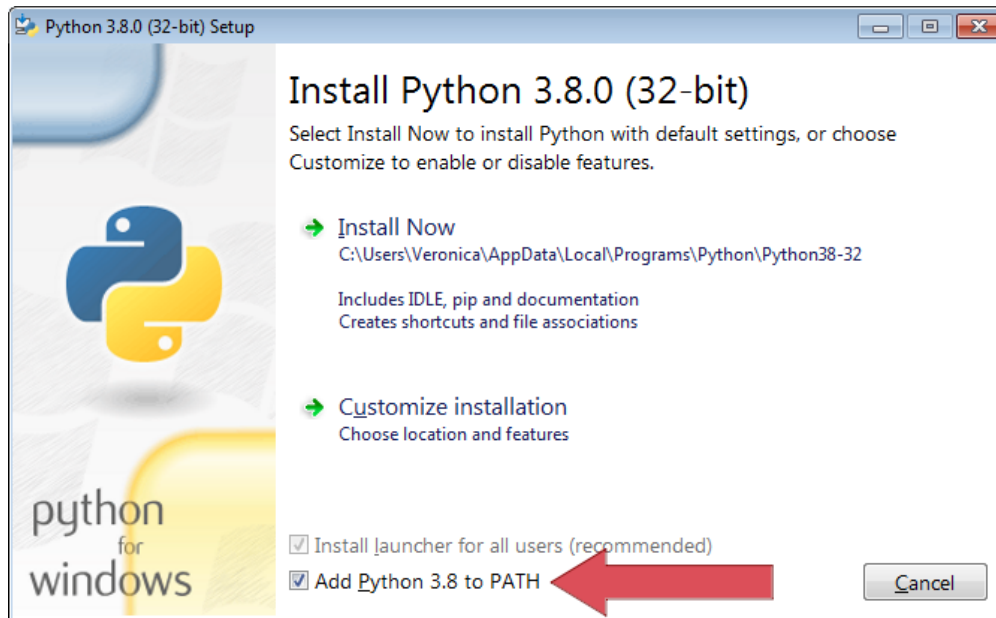 Python 3.8.0 (32-bit) Setup
Install Python 3.8.0 (32-bit)
Select Install Now to install Python with default settings, or choose
Customize to enable or disable features.
Install Now
C:\Users\Veronica\AppData\Local\Programs\Python\Python38-32
Includes IDLE, pip and documentation
Creates shortcuts and file associations
Customize installation
Choose location and features
python
for
windows
Install launcher for all users (recommended)
Add Python 3.8 to PATH
Cancel